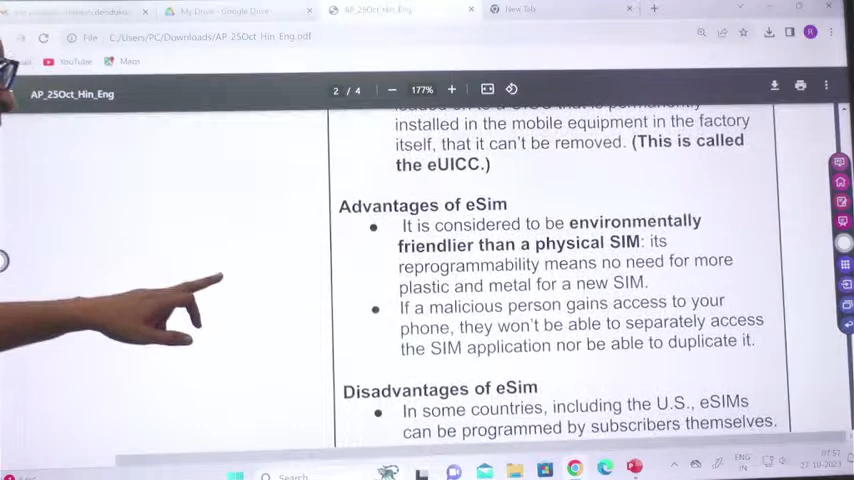 My Drive - Google Drive
AP_25Oct_Hin_Eng
New Tab
File
C:/Users/PC/Downloads/AP_25Oct_Hin_Eng.pdf
YouTube
Maps
AP_25Oct_Hin_Eng
2 / 4
177%
installed in the mobile equipment in the factory
itself, that it can't be removed. (This is called
the eUICC.)
Advantages of eSim
• It is considered to be environmentally
friendlier than a physical SIM: its
reprogrammability means no need for more
plastic and metal for a new SIM.
• If a malicious person gains access to your
phone, they won't be able to separately access
the SIM application nor be able to duplicate it.
Disadvantages of eSim
• In some countries, including the U.S., eSIMs
can be programmed by subscribers themselves.
Search
ENG
IN
07:57
27-10-2023